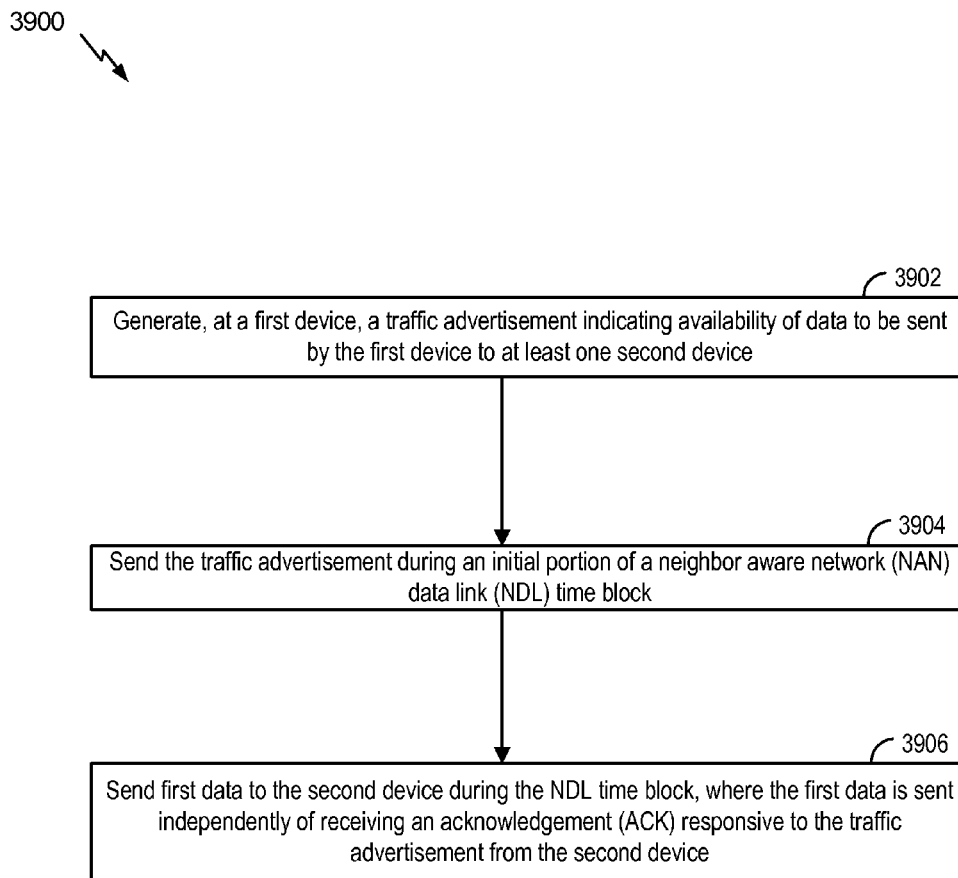 3900
3902
Generate, at a first device, a traffic advertisement indicating availability of data to be sent
by the first device to at least one second device
3904
Send the traffic advertisement during an initial portion of a neighbor aware network (NAN)
data link (NDL) time block
3906
Send first data to the second device during the NDL time block, where the first data is sent
independently of receiving an acknowledgement (ACK) responsive to the traffic
advertisement from the second device